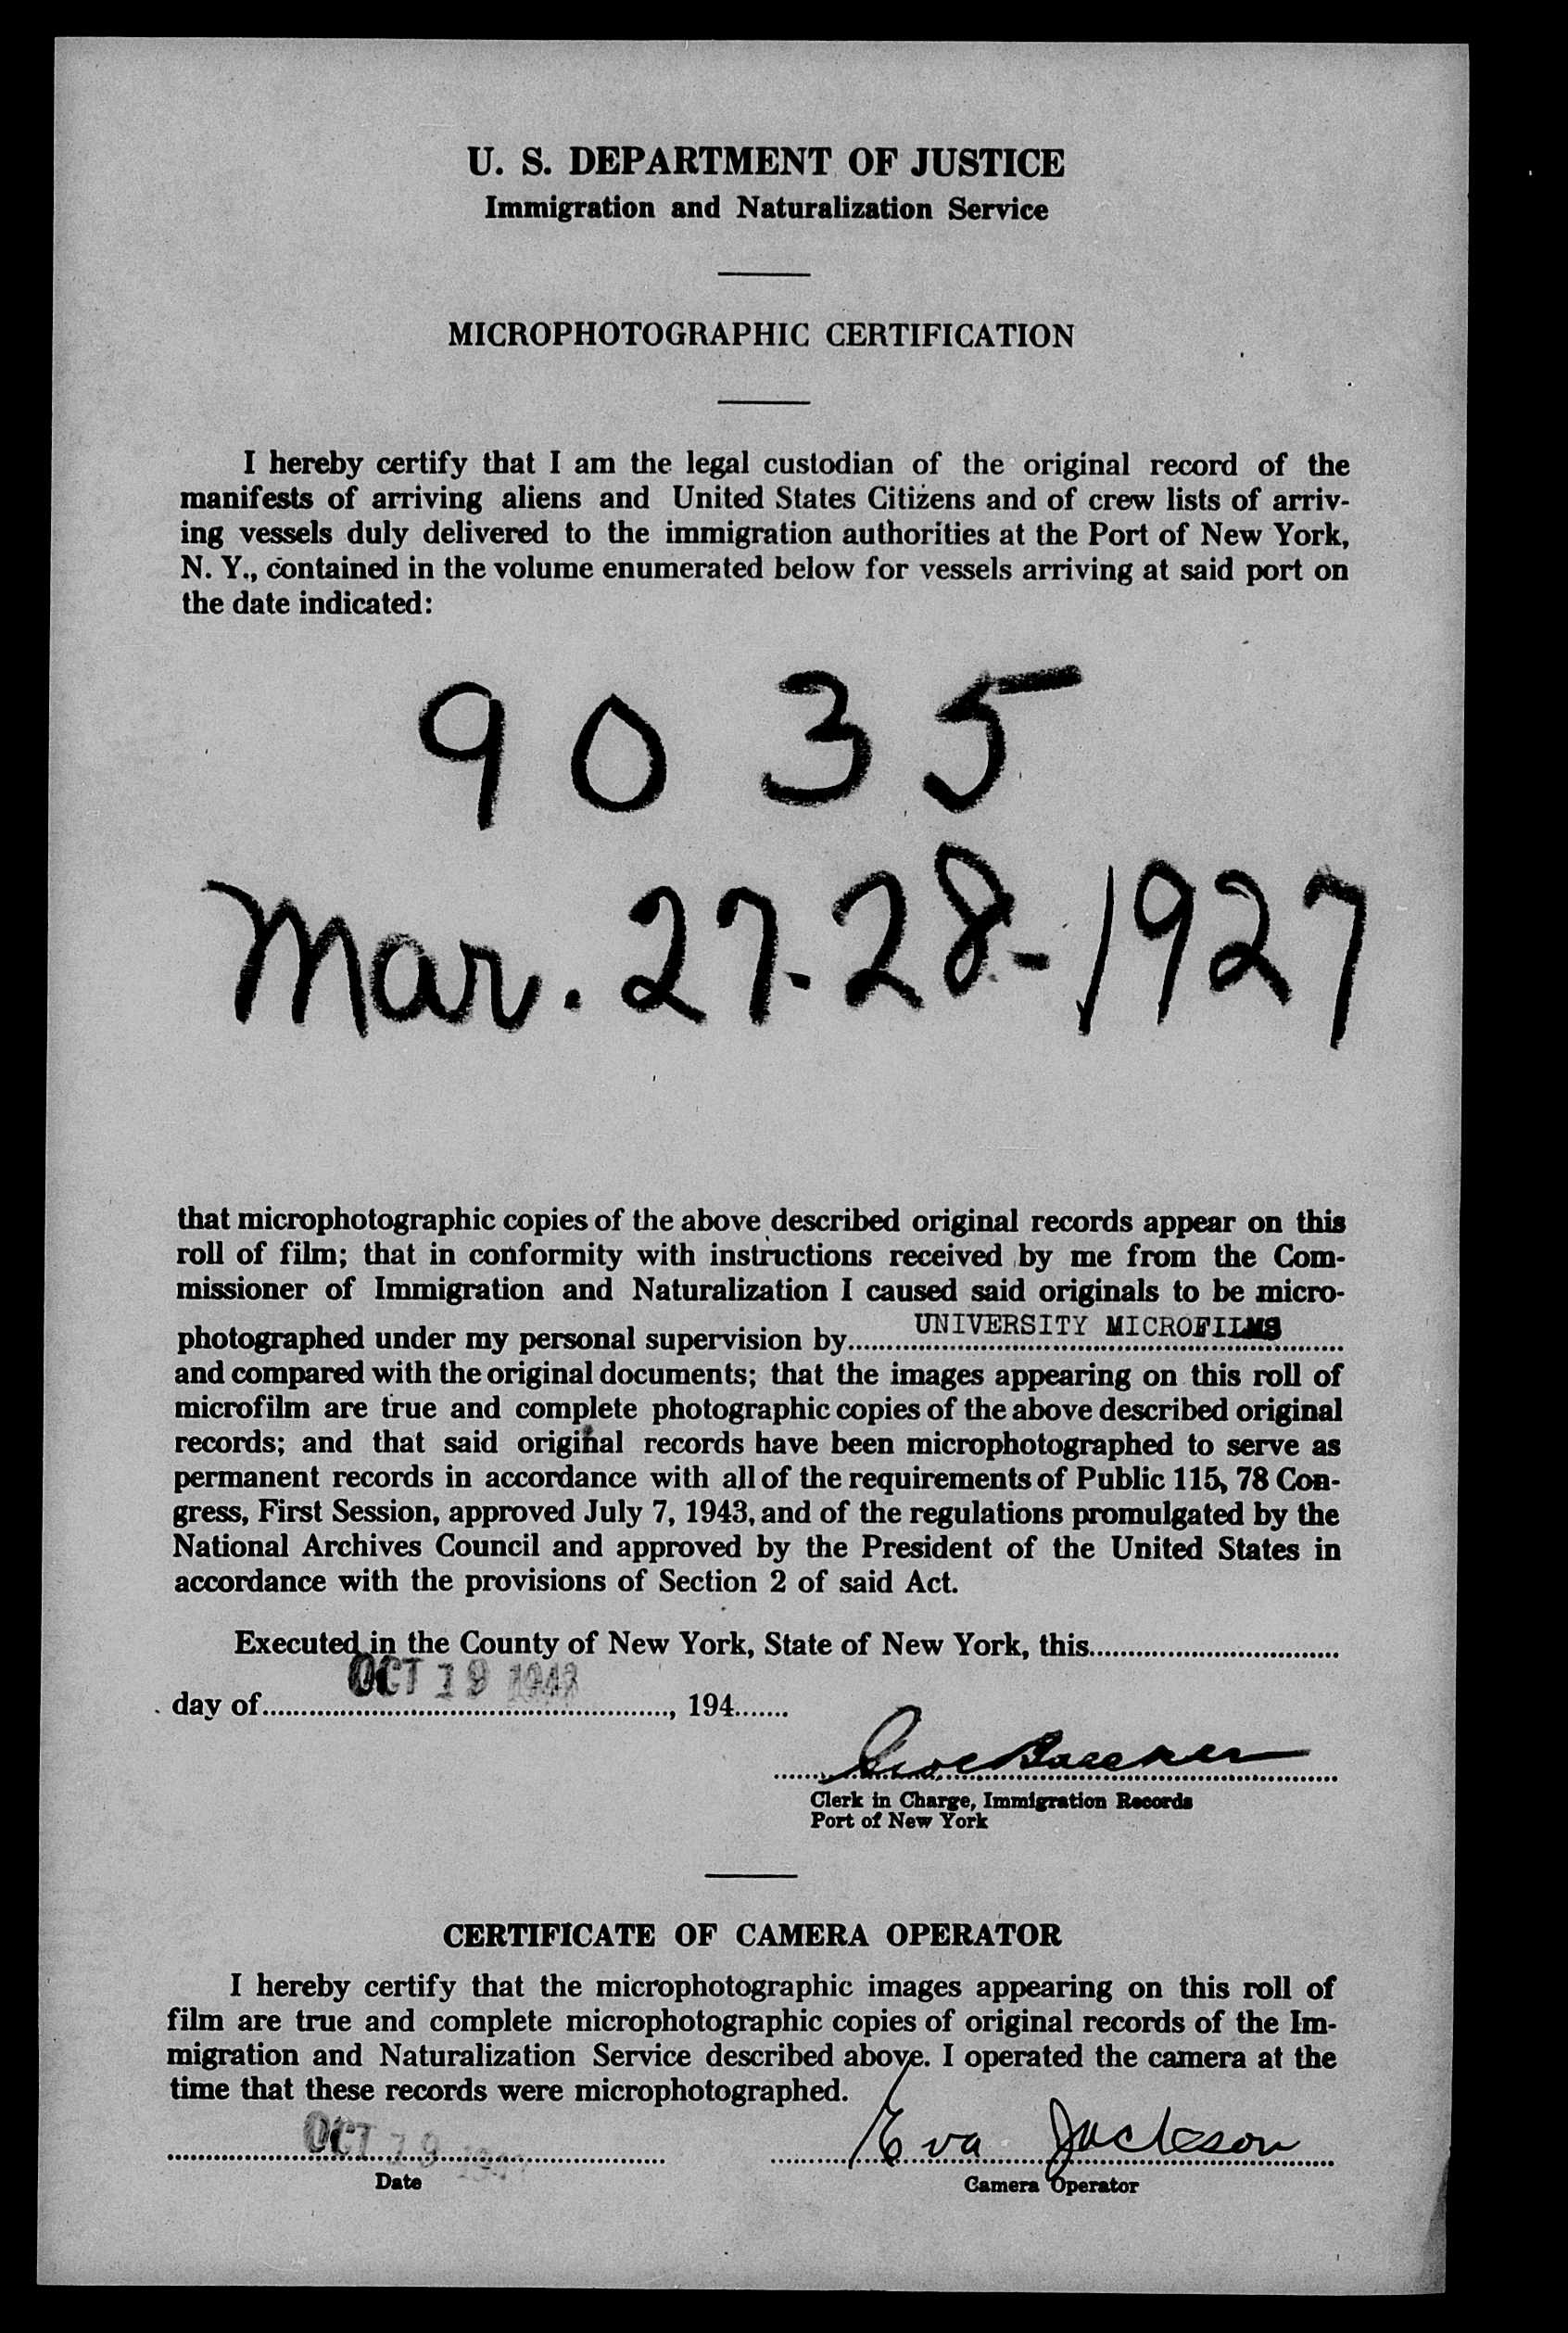 U. S. DEPARTMENT OF JUSTICE
Immigration and Naturalization Service
MICROPHOTOGRAPHIC CERTIFICATION
I hereby certify that I am the legal custodian of the original record of the
manifests of arriving aliens and United States Citizens and of crew lists of arriv-
ing vessels duly delivered to the immigration authorities at the Port of New York,
N. Y., contained in the volume enumerated below for vessels arriving at said port on
the date indicated:
9035
Mar. 27-28-1927
that microphotographic copies of the above described original records appear on this
roll of film; that in conformity with instructions received by me from the Com-
missioner of Immigration and Naturalization I caused said originals to be micro-
photographed under my personal supervision by UNIVERSITY MICROFILMS
and compared with the original documents; that the images appearing on this roll of
microfilm are true and complete photographic copies of the above described original
records; and that said original records have been microphotographed to serve as
permanent records in accordance with all of the requirements of Public 115, 78 Con-
gress, First Session, approved July 7, 1943, and of the regulations promulgated by the
National Archives Council and approved by the President of the United States in
accordance with the provisions of Section 2 of said Act.
Executed in the County of New York, State of New York, this
OCT 19
day of , 194
Clerk in Charge, Immigration Records
Port of New York
CERTIFICATE OF CAMERA OPERATOR
I hereby certify that the microphotographic images appearing on this roll of
film are true and complete microphotographic copies of original records of the Im-
migration and Naturalization Service described above. I operated the camera at the
time that these records were microphotographed.
OCT 19 Eva Jackson
Date Camera Operator